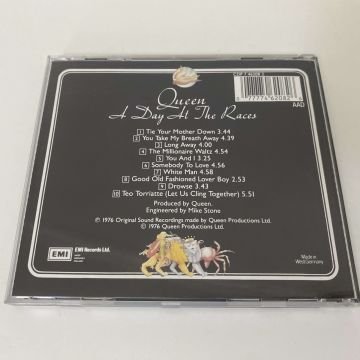 Queen
A Day At The Races
1 Tie Your Mother Down 3.44
2 You Take My Breath Away 4.39
3 Long Away 4.00
4 The Millionaire Waltz 4.54
5 You And I 3.25
6 Somebody To Love 4.56
7 White Man 4.58
8 Good Old Fashioned Lover Boy 2.53
9 Drowse 3.43
10 Teo Torriatte (Let Us Cling Together) 5.51
Produced by Queen.
Engineered by Mike Stone
℗ 1976 Original Sound Recordings made by Queen Productions Ltd.
© 1976 Queen Productions Ltd.
EMI
EMI Records Ltd.
Made in
West Germany
AAD